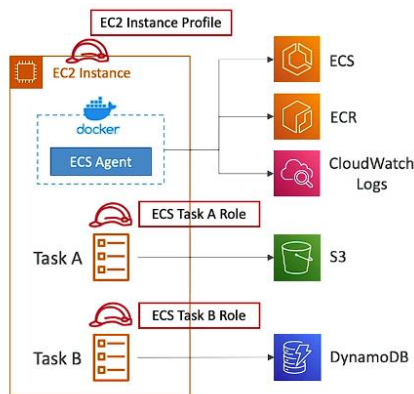 EC2 Instance Profile
EC2 Instance
ECS
docker
ECS Agent
ECR
CloudWatch
Logs
ECS Task A Role
Task A
S3
ECS Task B Role
Task B
DynamoDB